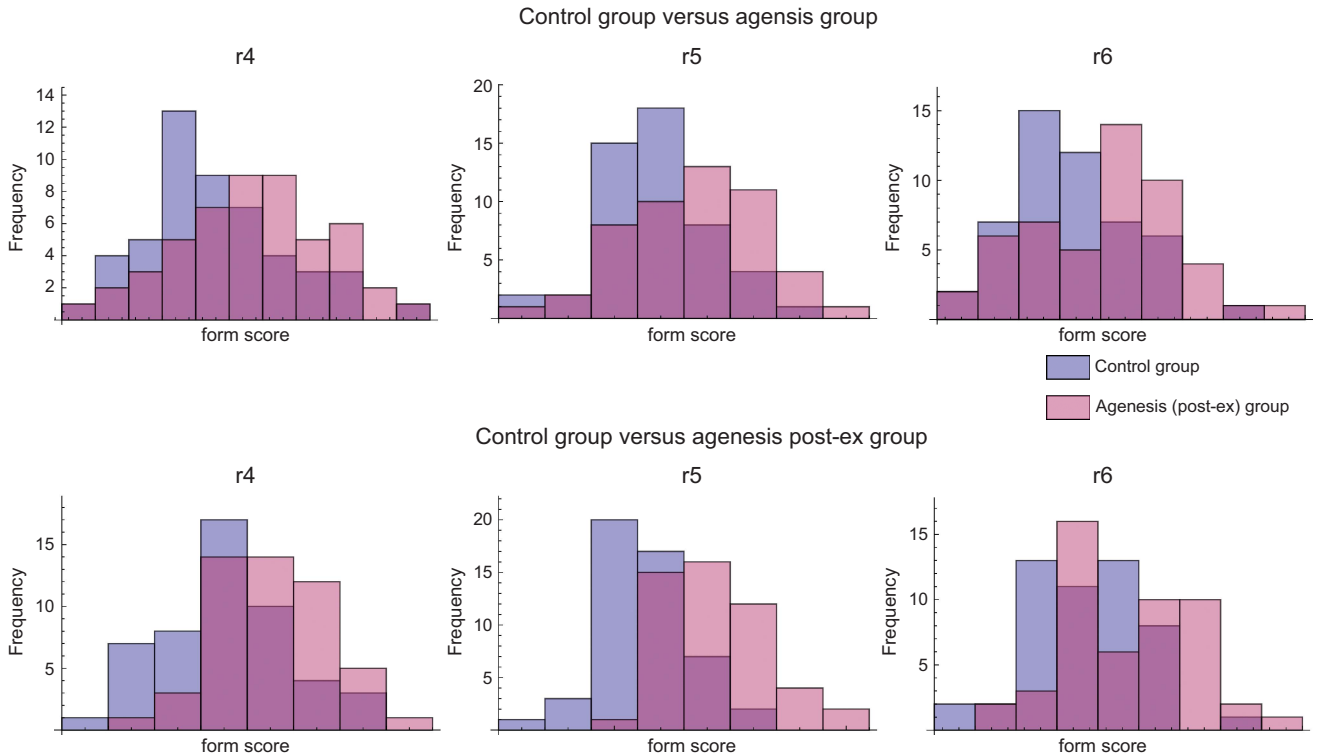 Control group versus agensis group
r4
r5
r6
Frequency
14
12
10
8
6
4
2
form score
Frequency
20
15
10
5
form score
Frequency
15
10
5
form score
Control group
Agenesis (post-ex) group
Control group versus agenesis post-ex group
r4
r5
r6
Frequency
15
10
5
form score
Frequency
20
15
10
5
form score
Frequency
15
10
5
form score